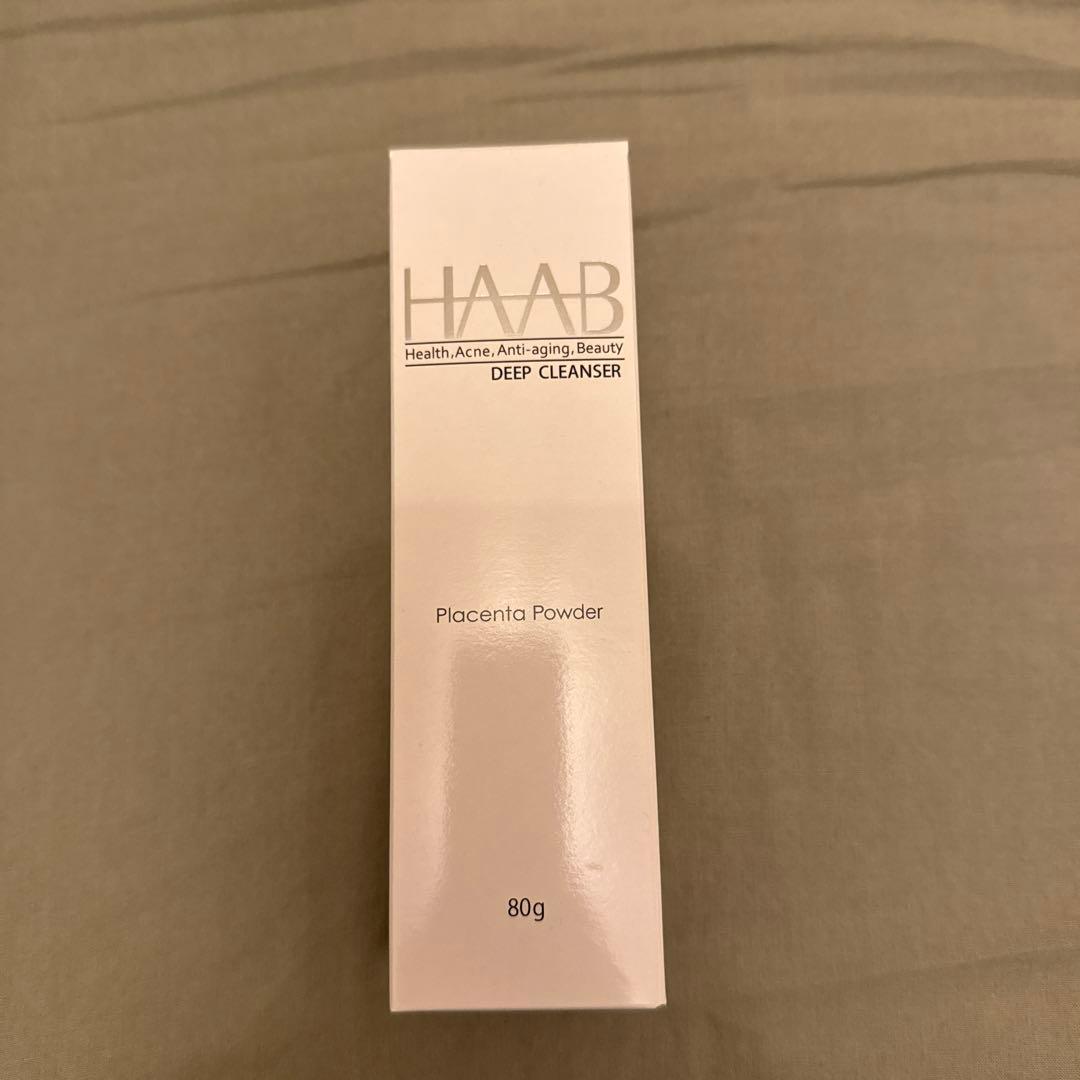 HAAB
Health,Acne,Anti-aging,Beauty
DEEP CLEANSER
Placenta Powder
80g